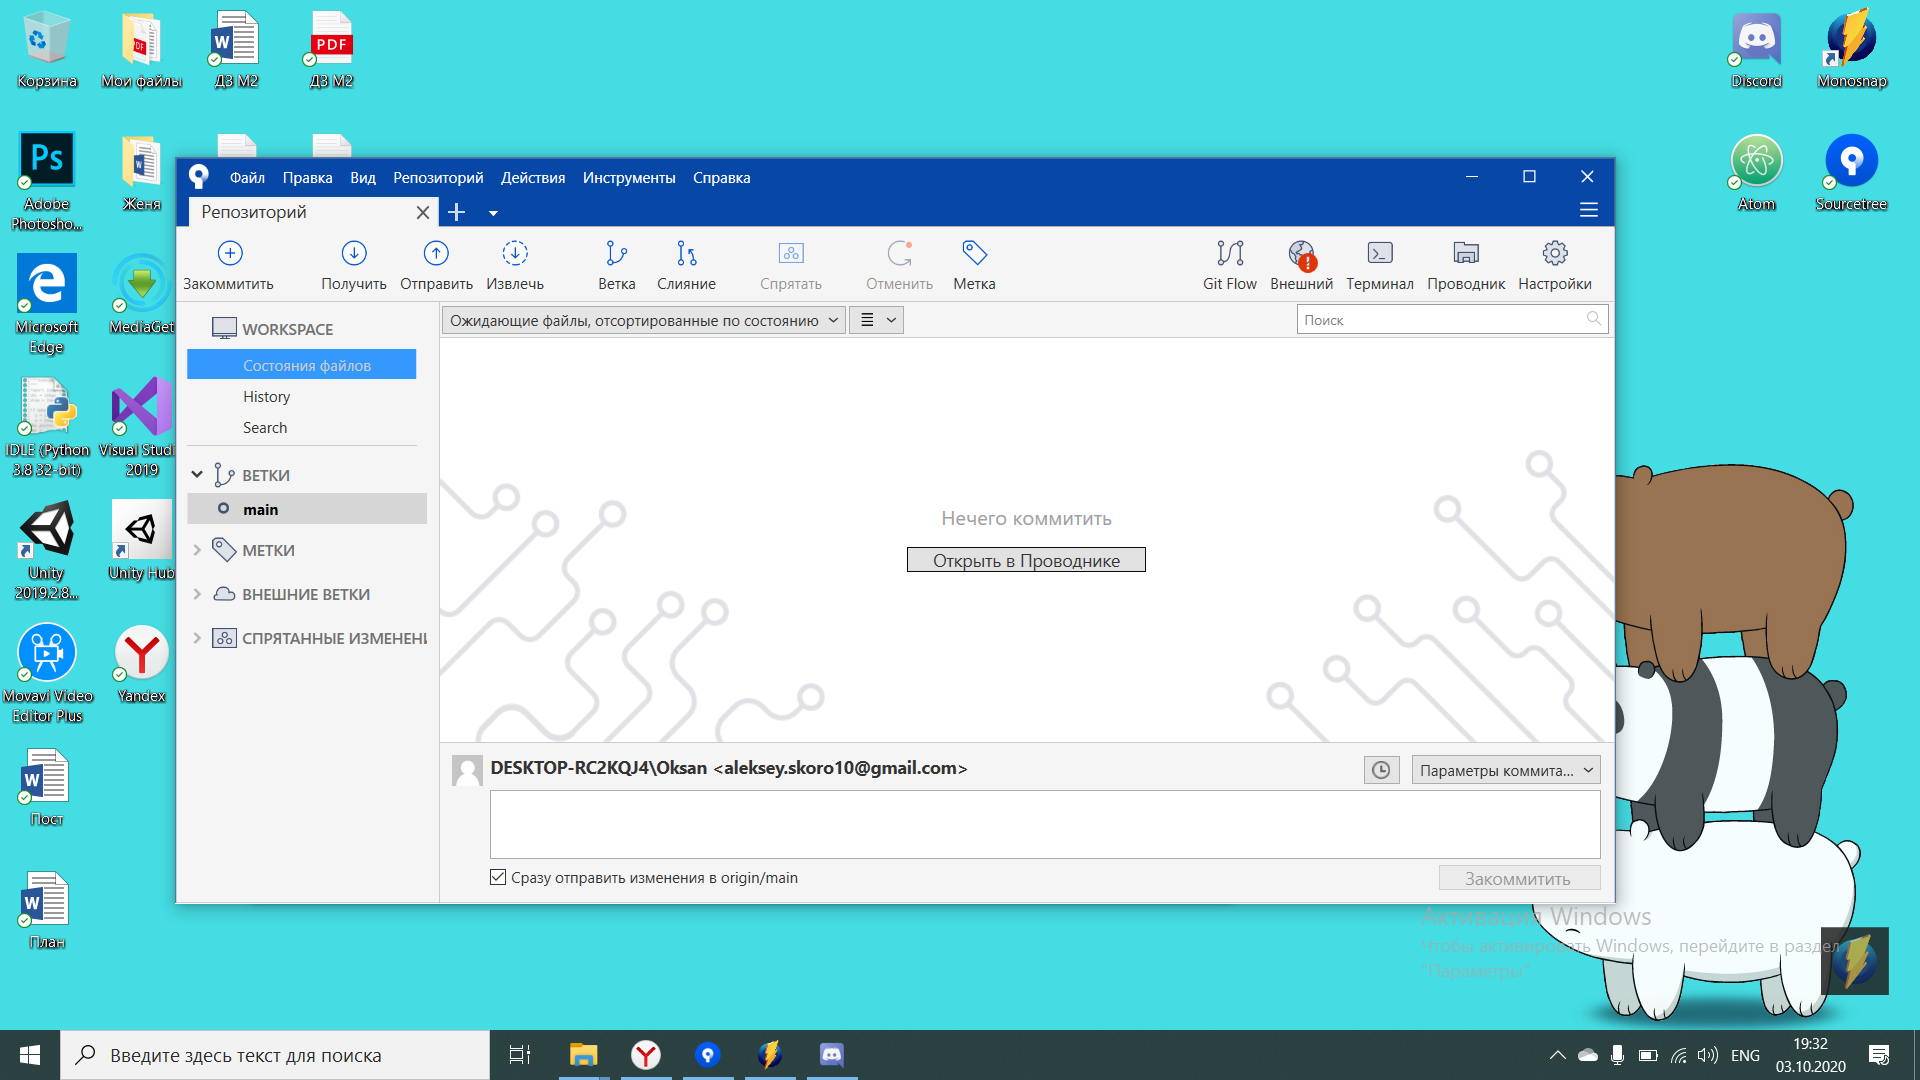 Корзина
Мои файлы
ДЗ М2
PDF
ДЗ М2
Discord
Monosnap
Ps
Adobe
Photosho...
Женя
Atom
Sourcetree
Microsoft
Edge
MediaGet
IDLE (Python
3.8 32-bit)
Visual Studi
2019
Unity
2019.2.8...
Unity Hub
Movavi Video
Editor Plus
Yandex
Пост
План
Файл Правка Вид Репозиторий Действия Инструменты Справка
Репозиторий
Закоммитить Получить Отправить Извлечь Ветка Слияние Спрятать Отменить Метка Git Flow Внешний Терминал Проводник Настройки
WORKSPACE
Состояния файлов
History
Search
ВЕТКИ
main
МЕТКИ
ВНЕШНИЕ ВЕТКИ
СПРЯТАННЫЕ ИЗМЕНЕНИ
Ожидающие файлы, отсортированные по состоянию
Поиск
Нечего коммитить
Открыть в Проводнике
DESKTOP-RC2KQJ4\Oksan <aleksey.skoro10@gmail.com>
Параметры коммита...
Сразу отправить изменения в origin/main
Закоммитить
Активация Windows
Чтобы активировать Windows, перейдите в раздел
"Параметры".
Введите здесь текст для поиска
ENG
19:32
03.10.2020